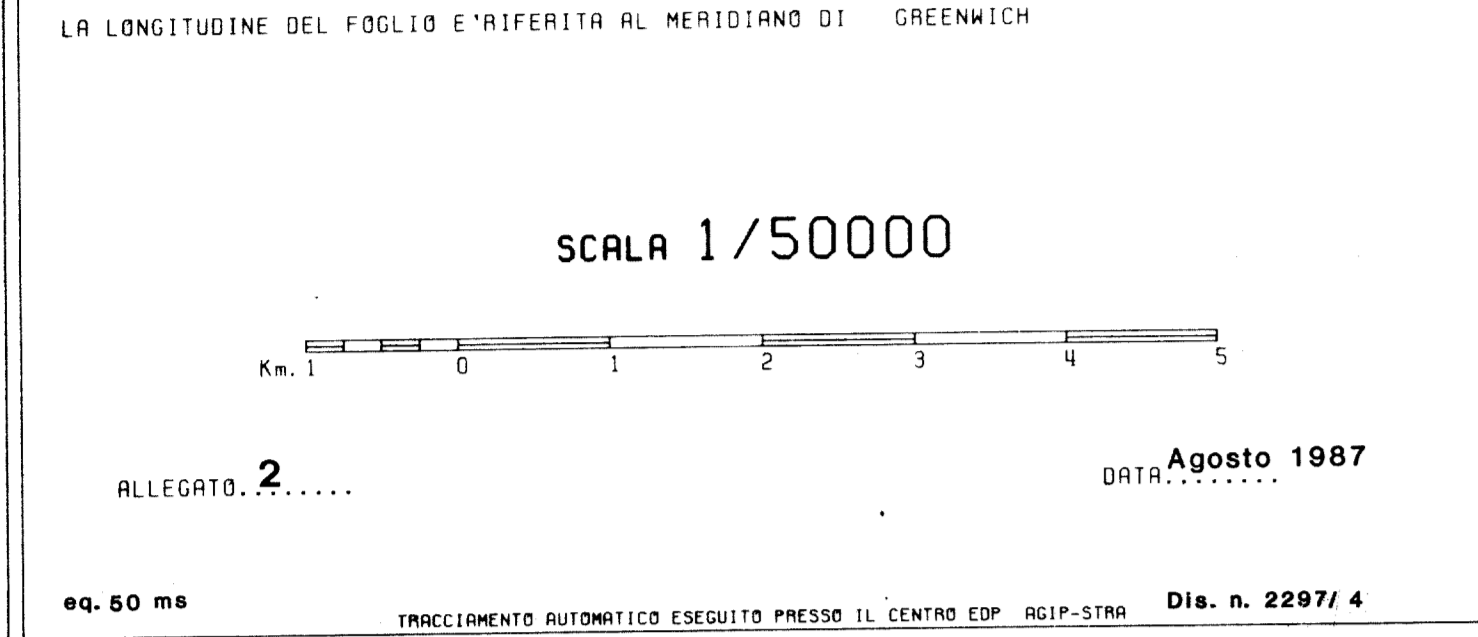 LA LONGITUDINE DEL FOGLIO E'RIFERITA AL MERIDIANO DI GREENWICH
SCALA 1/50000
Km. 1 0 1 2 3 4 5
ALLEGATO..2...... DATA Agosto 1987........
eq. 50 ms TRACCIAMENTO AUTOMATICO ESEGUITO PRESSO IL CENTRO EDP AGIP-STRA Dis. n. 2297/ 4